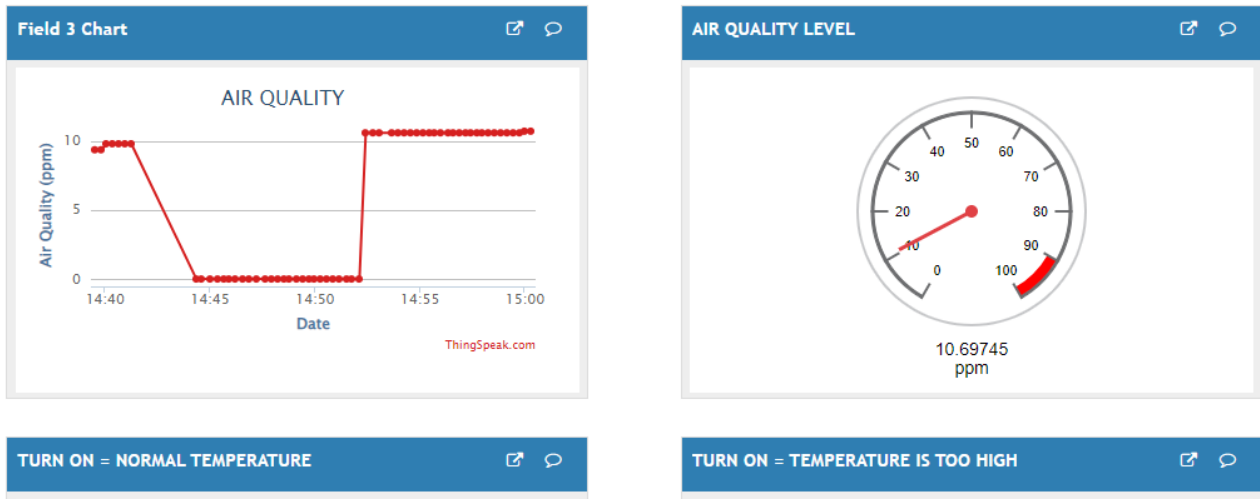 Field 3 Chart
AIR QUALITY
Air Quality (ppm)
10
5
0
14:40 14:45 14:50 14:55 15:00
Date
ThingSpeak.com
AIR QUALITY LEVEL
0 10 20 30 40 50 60 70 80 90 100
10.69745
ppm
TURN ON = NORMAL TEMPERATURE
TURN ON = TEMPERATURE IS TOO HIGH